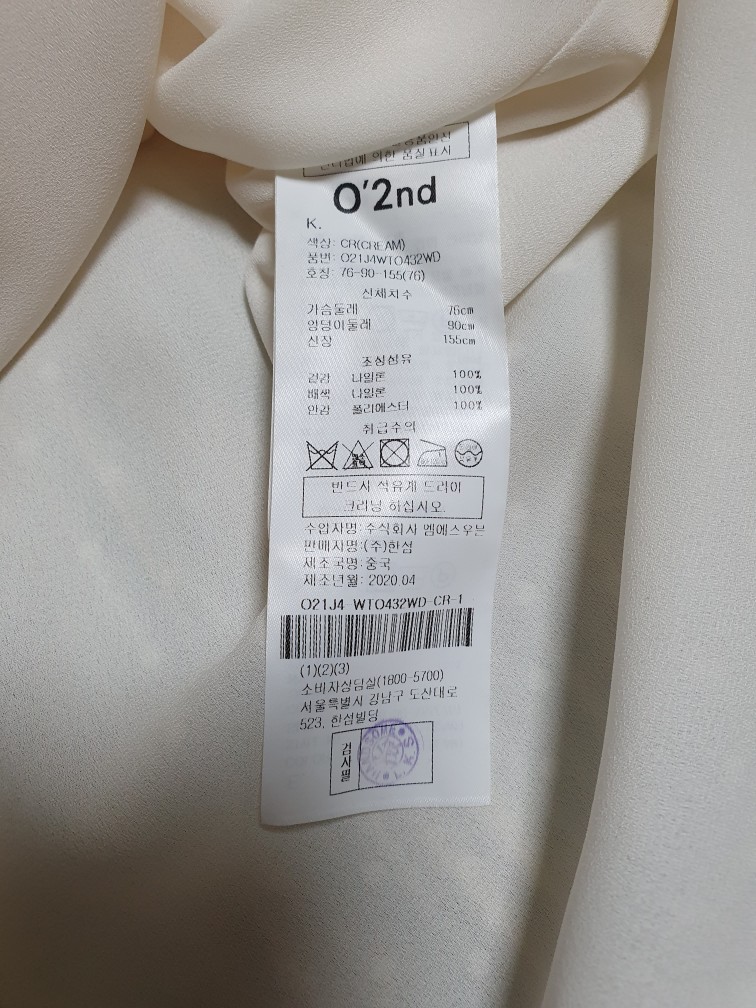 품질표시
O'2nd
K.
색상: CR(CREAM)
품번: O21J4WTO432WD
호칭: 76-90-155(76)
신체치수
가슴둘레 76cm
엉덩이둘레 90cm
신장 155cm
조성섬유
겉감 나일론 100%
배색 나일론 100%
안감 폴리에스터 100%
취급주의
반드시 석유계 드라이
크리닝 하십시오.
수입자명: 주식회사 엠에스우븐
판매자명:(주)한섬
제조국명:중국
제조년월: 2020 04
O21J4 WTO432WD-CR-1
(1)(2)(3)
소비자상담실(1800-5700)
서울특별시 강남구 도산대로
523, 한섬빌딩
검사필